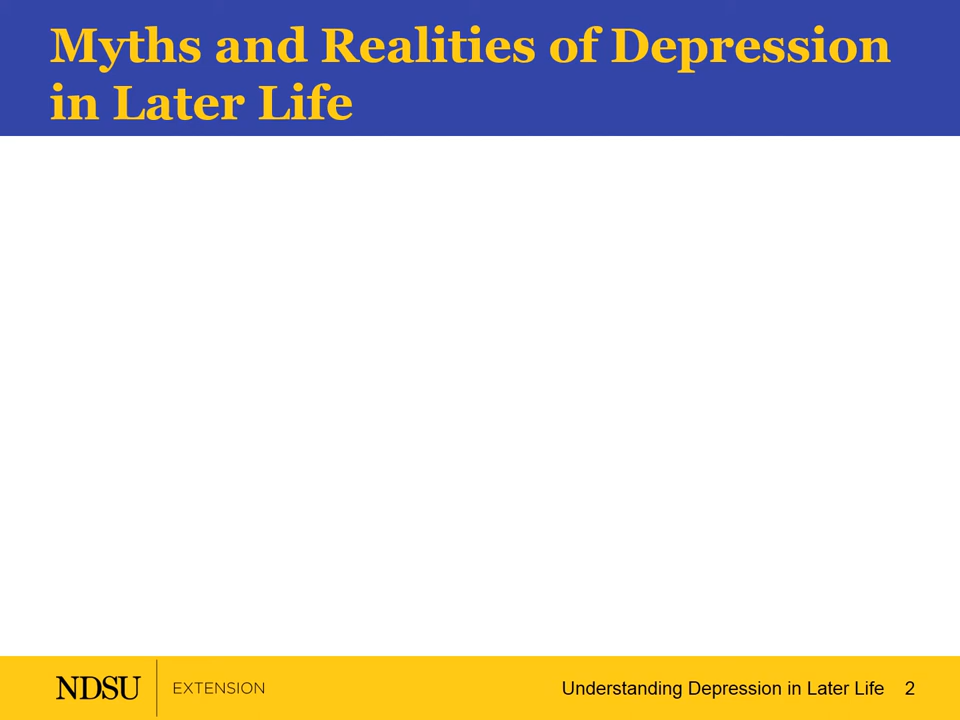 Myths and Realities of Depression
in Later Life
NDSU
EXTENSION
Understanding Depression in Later Life 2